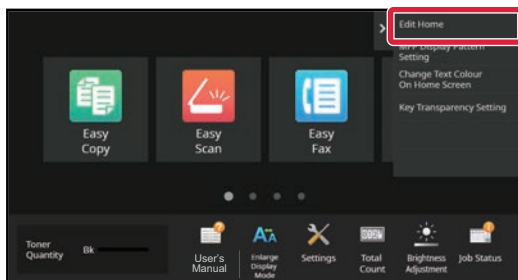 Edit Home
MFP Display Pattern
Setting
Change Text Colour
On Home Screen
Key Transparency Setting
Easy
Copy
Easy
Scan
Easy
Fax
Toner
Quantity
Bk
User's
Manual
Enlarge
Display
Mode
Settings
Total
Count
Brightness
Adjustment
Job Status